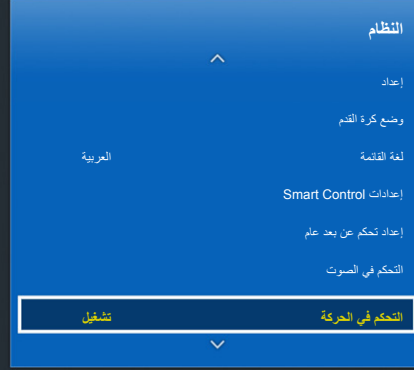 النظام
إعداد
وضع كرة القدم
لغة القائمة العربية
إعدادات Smart Control
إعداد تحكم عن بعد عام
التحكم في الصوت
التحكم في الحركة تشغيل